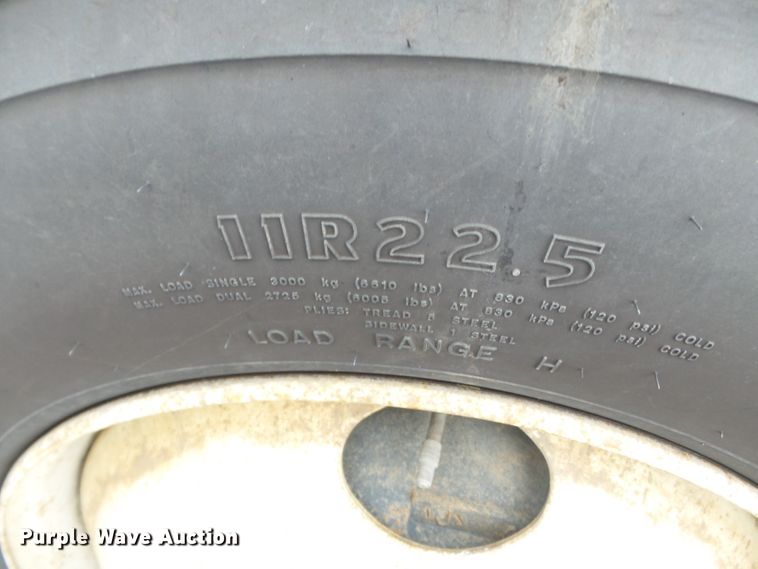 11R22.5
MAX. LOAD SINGLE 3000 kg (6610 lbs) AT 830 kPa (120 psi) COLD
MAX. LOAD DUAL 2725 kg (6005 lbs) AT 830 kPa (120 psi) COLD
PLIES: TREAD 5 STEEL
SIDEWALL 1 STEEL
LOAD RANGE H
Purple Wave Auction